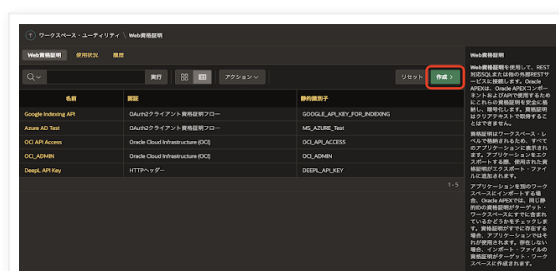 ワークスペース・ユーティリティ \ Web資格証明
Web資格証明 使用状況 履歴
実行 アクション リセット 作成 >
名前 認証 静的識別子
Google Indexing API OAuth2クライアント資格証明フロー GOOGLE_API_KEY_FOR_INDEXING
Azure AD Test OAuth2クライアント資格証明フロー MS_AZURE_Test
OCI API Access Oracle Cloud Infrastructure (OCI) OCI_API_ACCESS
OCI_ADMIN Oracle Cloud Infrastructure (OCI) OCI_ADMIN
DeepL API Key HTTPヘッダー DEEPL_API_KEY
1 - 5
Web資格証明
Web資格証明を使用して、REST
対応SQLまたは他の外部RESTサ
ービスに接続します。Oracle
APEXは、Oracle APEXコンポー
ネントおよびAPIで使用するため
にこれらの資格証明を安全に格
納し、暗号化します。資格証明
はクリアテキストで取得するこ
とはできません。
資格証明はワークスペース・レ
ベルで格納されるため、すべて
のアプリケーションに表示され
ます。アプリケーションをエク
スポートする際、使用された資
格証明がエクスポート・ファイ
ルに追加されます。
アプリケーションを別のワーク
スペースにインポートする場
合、Oracle APEXでは、同じ静
的IDの資格証明がターゲット・
ワークスペースにすでに含まれ
ているかどうかをチェックしま
す。資格証明がすでに存在する
場合、アプリケーションではそ
れが使用されます。存在しない
場合、インポート・ファイルの
資格証明がターゲット・ワーク
スペースに作成されます。